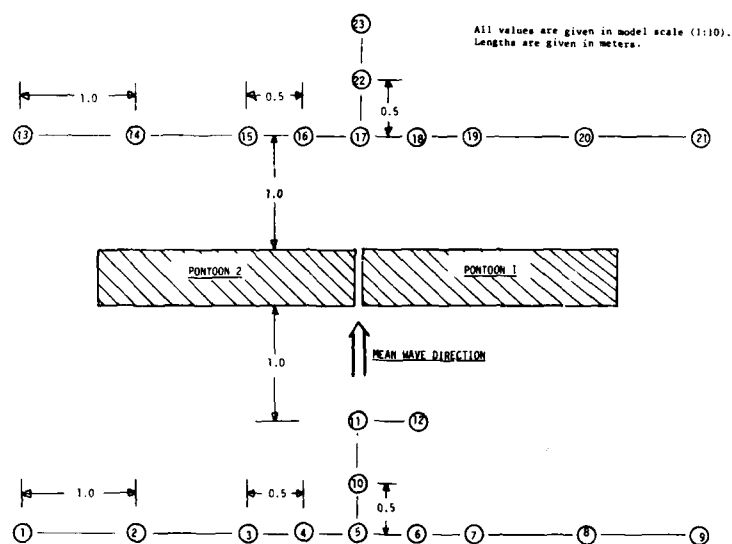 23
All values are given in model scale (1:10).
Lengths are given in meters.
22
0.5
1.0
0.5
13 14 15 16 17 18 19 20 21
1.0
PONTOON 2
PONTOON 1
1.0
MEAN WAVE DIRECTION
11 12
1.0
0.5
10
0.5
1 2 3 4 5 6 7 8 9